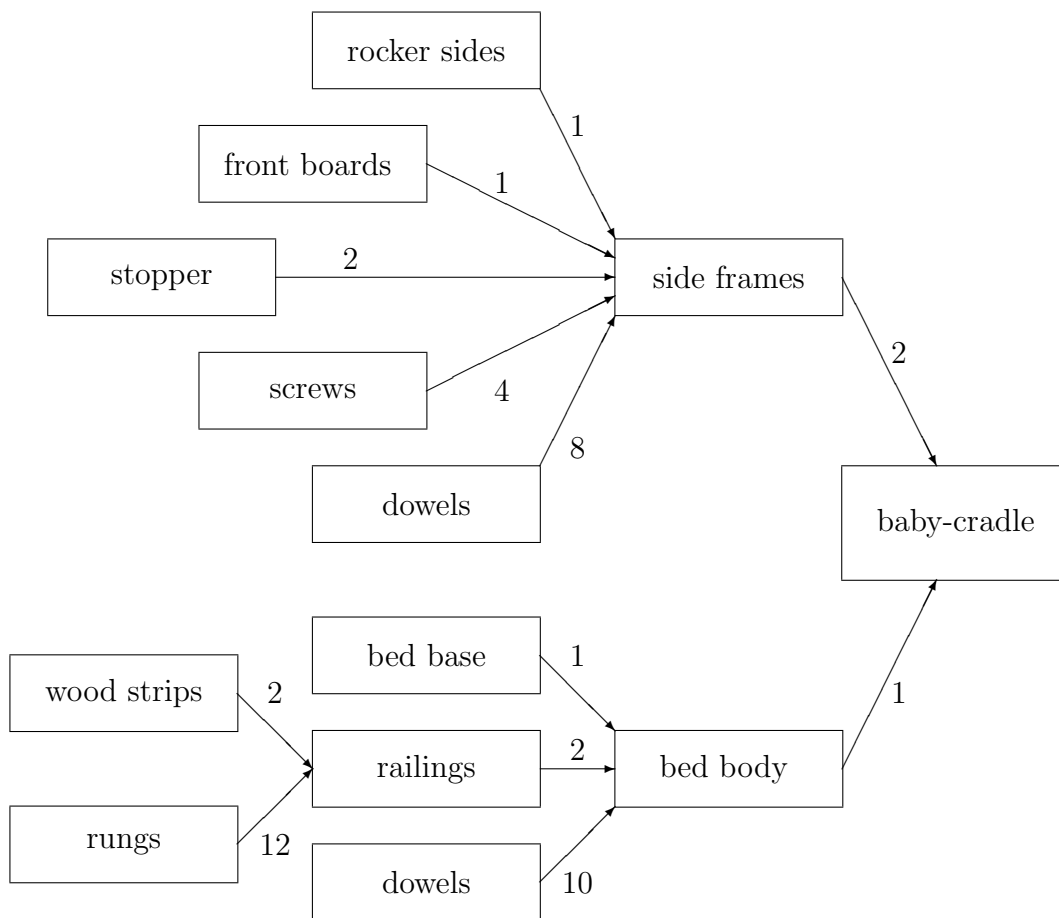 rocker sides
1
front boards
1
stopper
2
side frames
screws
4
2
dowels
8
baby-cradle
bed base
1
wood strips
2
railings
2
bed body
1
rungs
12
dowels
10